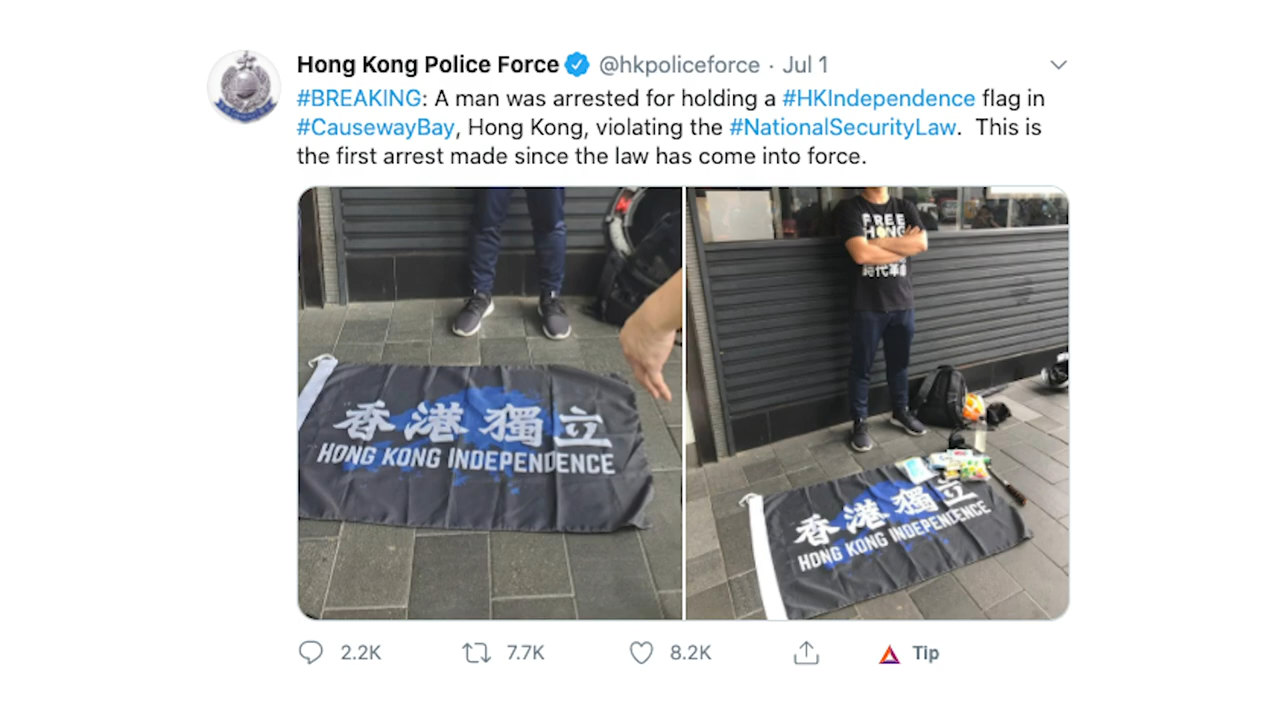 Hong Kong Police Force @hkpoliceforce · Jul 1
#BREAKING: A man was arrested for holding a #HKIndependence flag in
#CausewayBay, Hong Kong, violating the #NationalSecurityLaw. This is
the first arrest made since the law has come into force.
香港獨立
HONG KONG INDEPENDENCE
FREE
HONG
時代革命
香港獨立
HONG KONG INDEPENDENCE
2.2K 7.7K 8.2K Tip